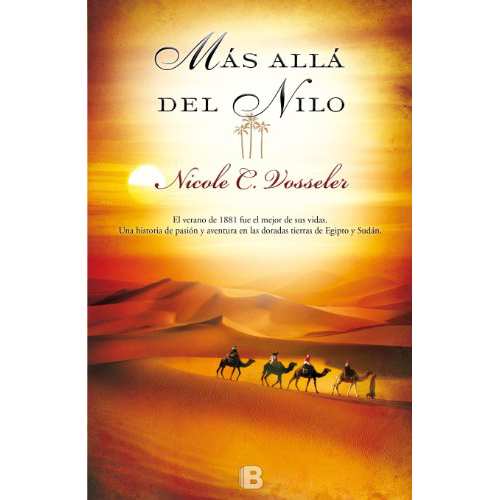 MÁS ALLÁ
DEL NILO
Nicole C. Vosseler
El verano de 1881 fue el mejor de sus vidas.
Una historia de pasión y aventura en las doradas tierras de Egipto y Sudán.
B